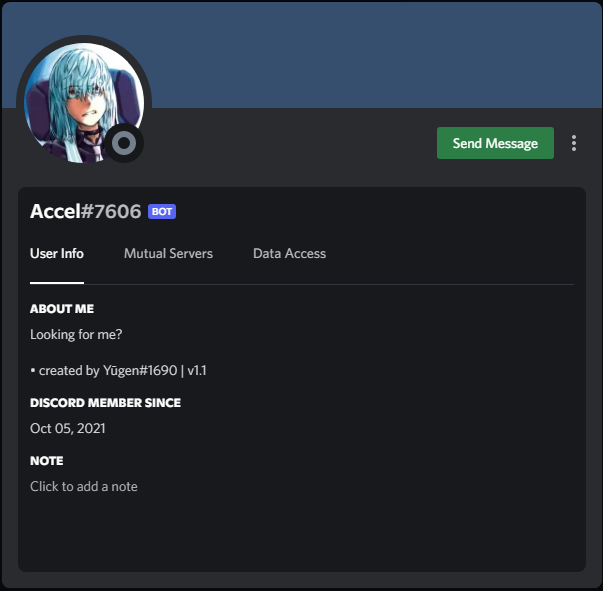 Send Message
Accel#7606 BOT
User Info Mutual Servers Data Access
ABOUT ME
Looking for me?
• created by Yūgen#1690 | v1.1
DISCORD MEMBER SINCE
Oct 05, 2021
NOTE
Click to add a note